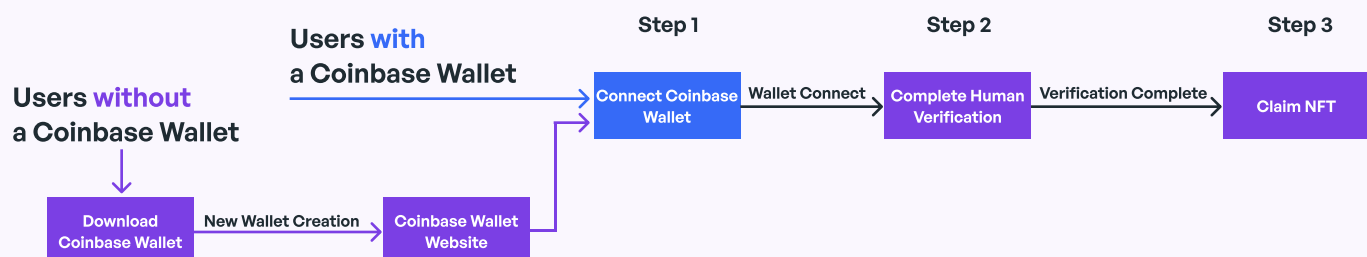 Step 1
Step 2
Step 3
Users with
a Coinbase Wallet
Users without
a Coinbase Wallet
Connect Coinbase
Wallet
Wallet Connect
Complete Human
Verification
Verification Complete
Claim NFT
Download
Coinbase Wallet
New Wallet Creation
Coinbase Wallet
Website